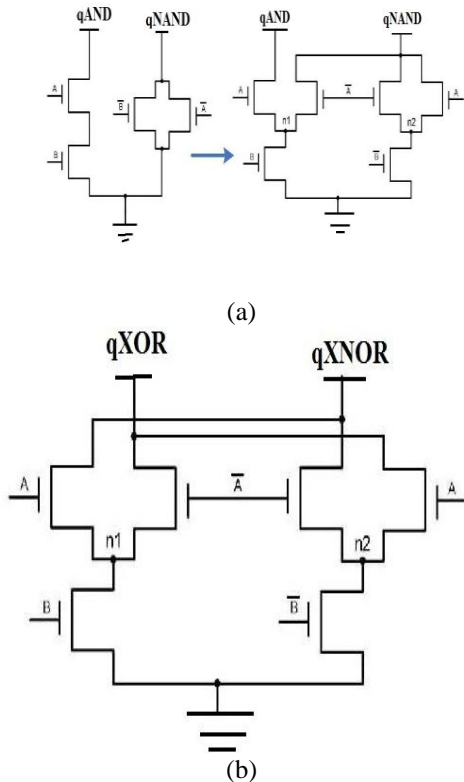 qAND qNAND qAND qNAND
A B̅ A̅ A A̅ A
n1 n2
B B B̅
(a)
qXOR qXNOR
A A̅ A
n1 n2
B B̅
(b)